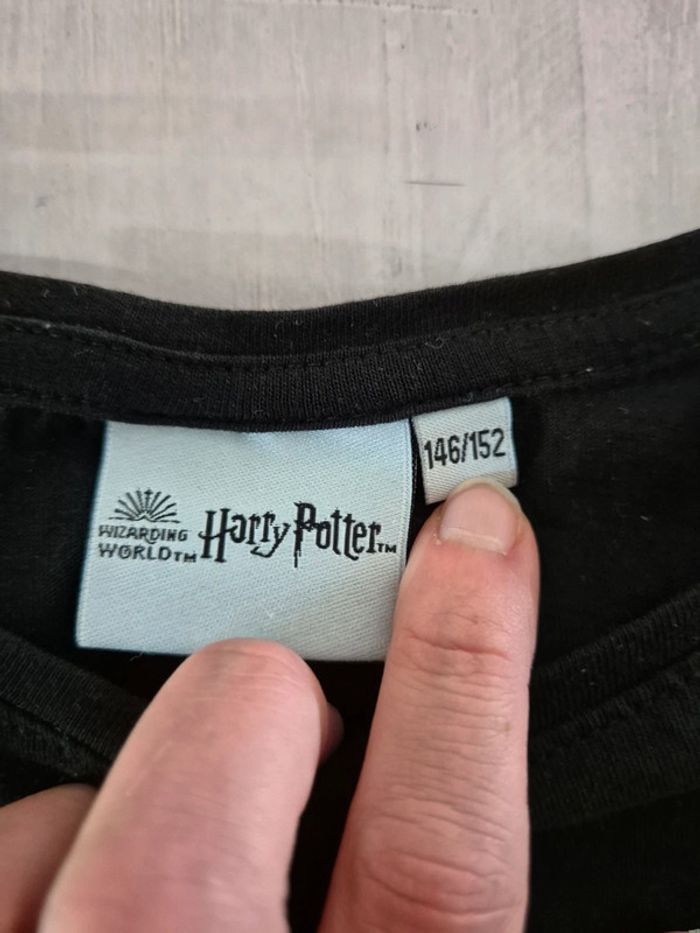 146/152
WIZARDING
WORLD™
Harry Potter™